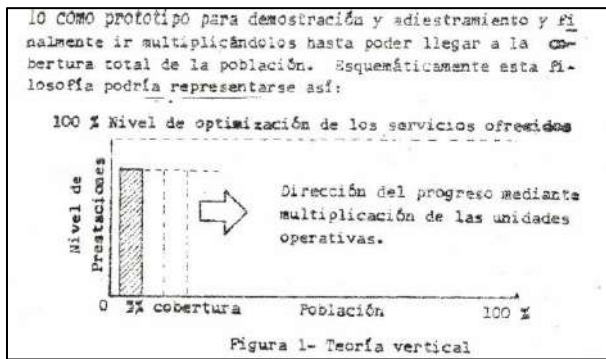 lo como prototipo para demostración y adiestramiento y fi
nalmente ir multiplicándolos hasta poder llegar a la co-
bertura total de la población. Esquemáticamente esta fi-
losofía podría representarse así:
100 % Nivel de optimización de los servicios ofrecidos
Nivel de
Prestaciones
Dirección del progreso mediante
multiplicación de las unidades
operativas.
0 3% cobertura Población 100 %
Figura 1- Teoría vertical